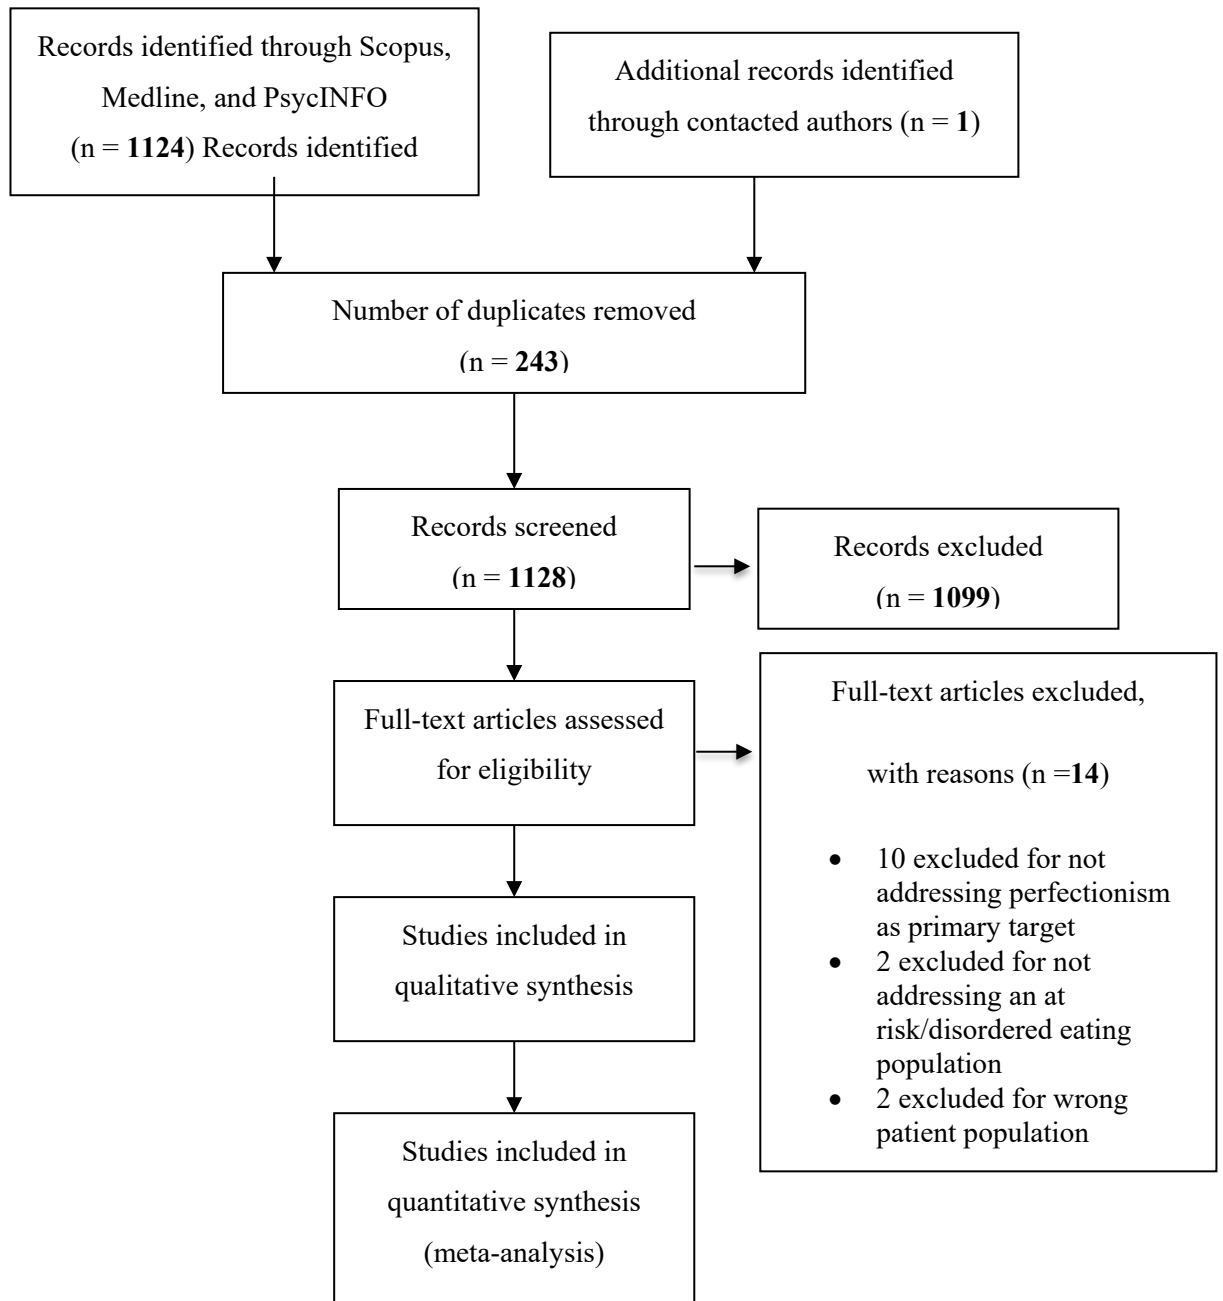 Records identified through Scopus,
Medline, and PsycINFO
(n = 1124) Records identified
Additional records identified
through contacted authors (n = 1)
Number of duplicates removed
(n = 243)
Records screened
(n = 1128)
Records excluded
(n = 1099)
Full-text articles assessed
for eligibility
Full-text articles excluded,
with reasons (n =14)
• 10 excluded for not
addressing perfectionism
as primary target
• 2 excluded for not
addressing an at
risk/disordered eating
population
• 2 excluded for wrong
patient population
Studies included in
qualitative synthesis
Studies included in
quantitative synthesis
(meta-analysis)